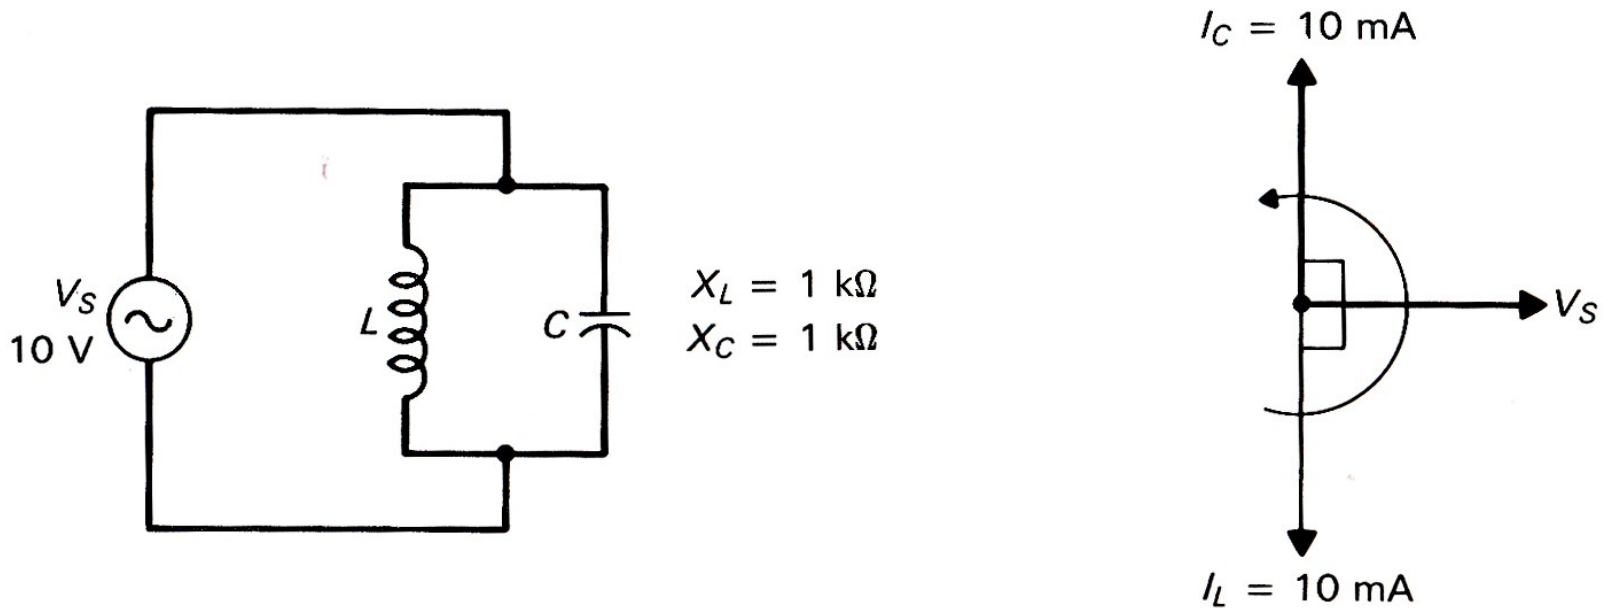 V_S
10 V
L
C
X_L = 1 kΩ
X_C = 1 kΩ
I_C = 10 mA
V_S
I_L = 10 mA